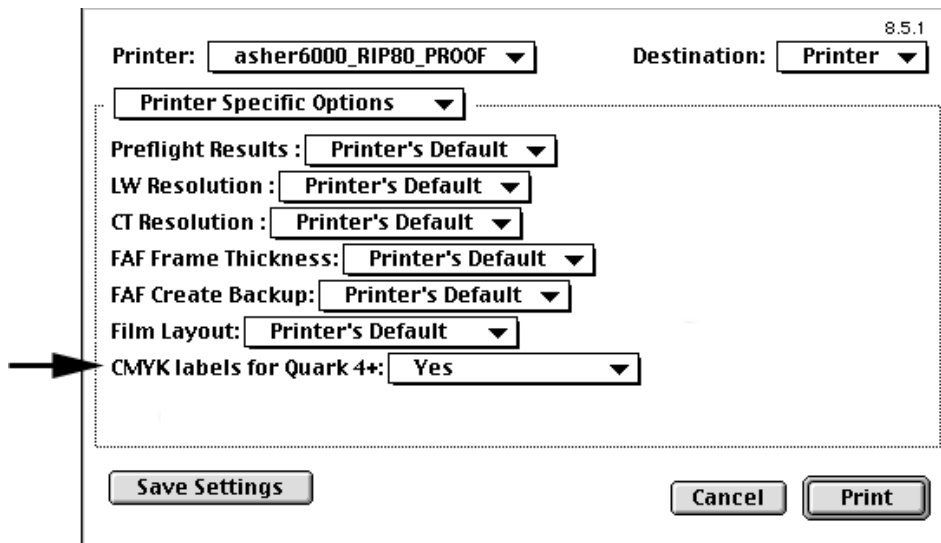 8.5.1
Printer: asher6000_RIP80_PROOF Destination: Printer
Printer Specific Options
Preflight Results : Printer's Default
LW Resolution : Printer's Default
CT Resolution : Printer's Default
FAF Frame Thickness: Printer's Default
FAF Create Backup: Printer's Default
Film Layout: Printer's Default
CMYK labels for Quark 4+: Yes
Save Settings
Cancel Print